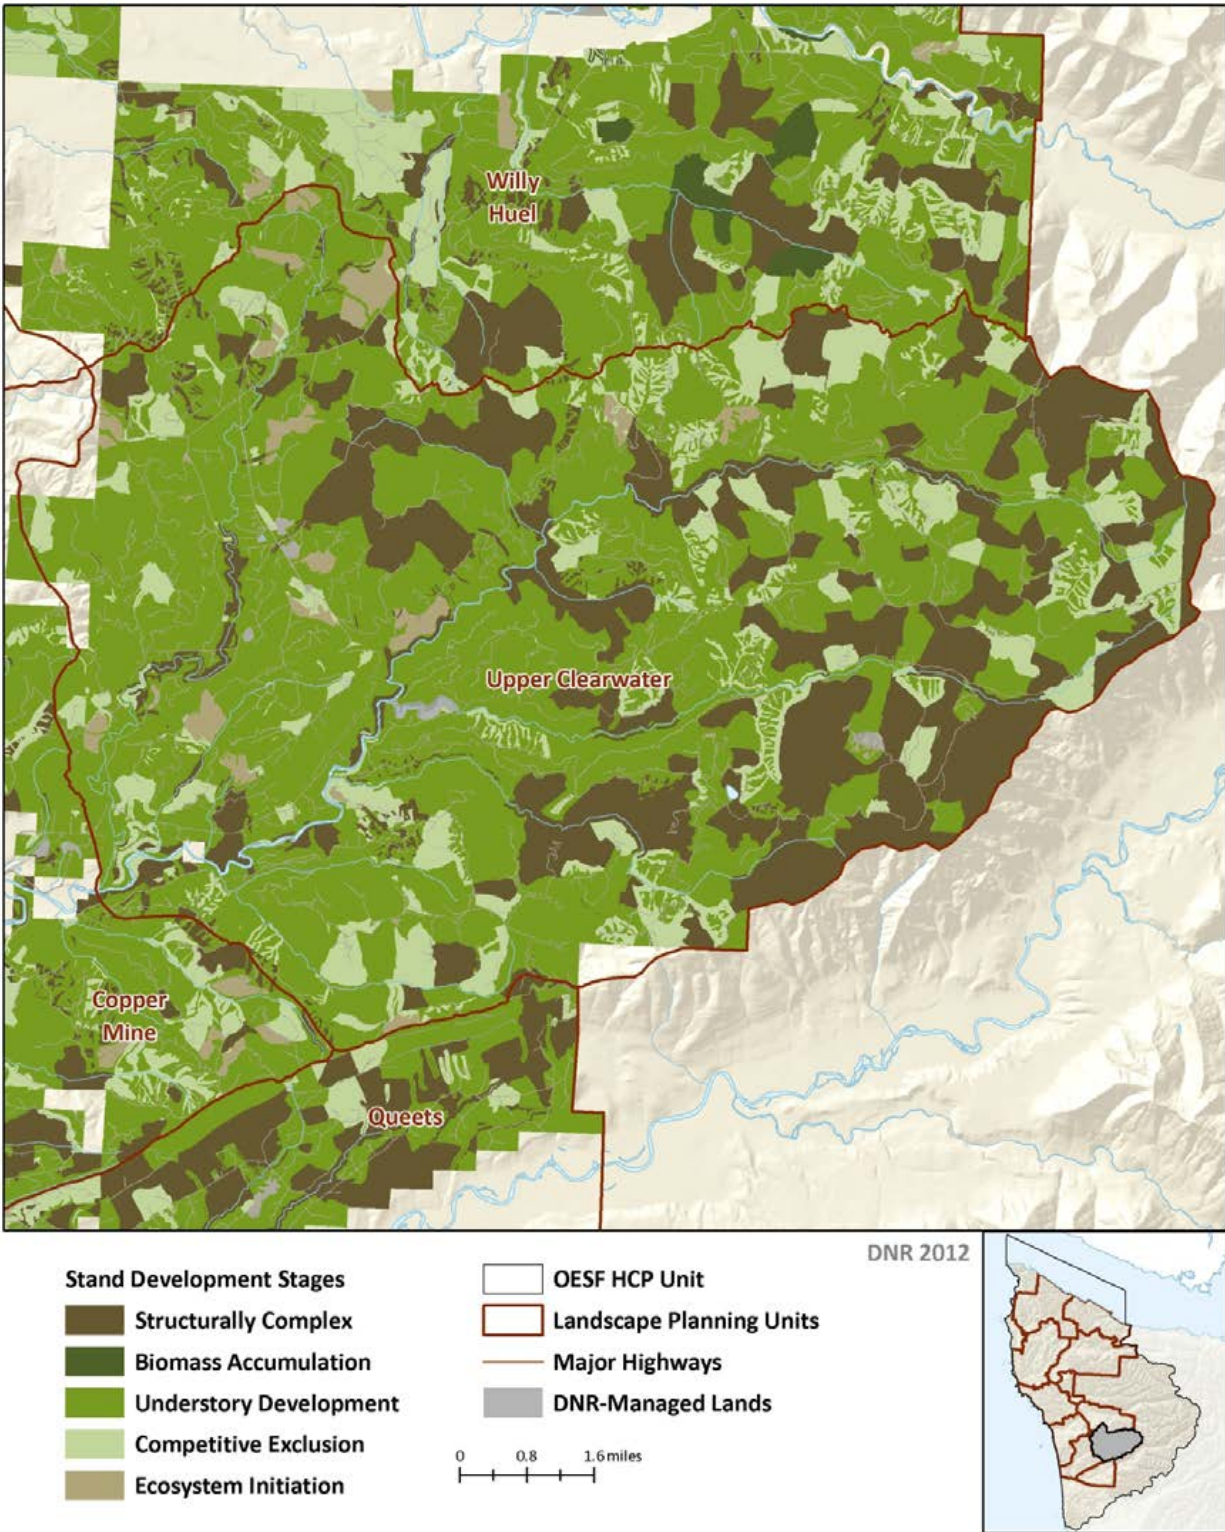 Willy
Huel
Upper Clearwater
Copper
Mine
Queets
DNR 2012
Stand Development Stages
Structurally Complex
Biomass Accumulation
Understory Development
Competitive Exclusion
Ecosystem Initiation
OESF HCP Unit
Landscape Planning Units
Major Highways
DNR-Managed Lands
0 0.8 1.6 miles